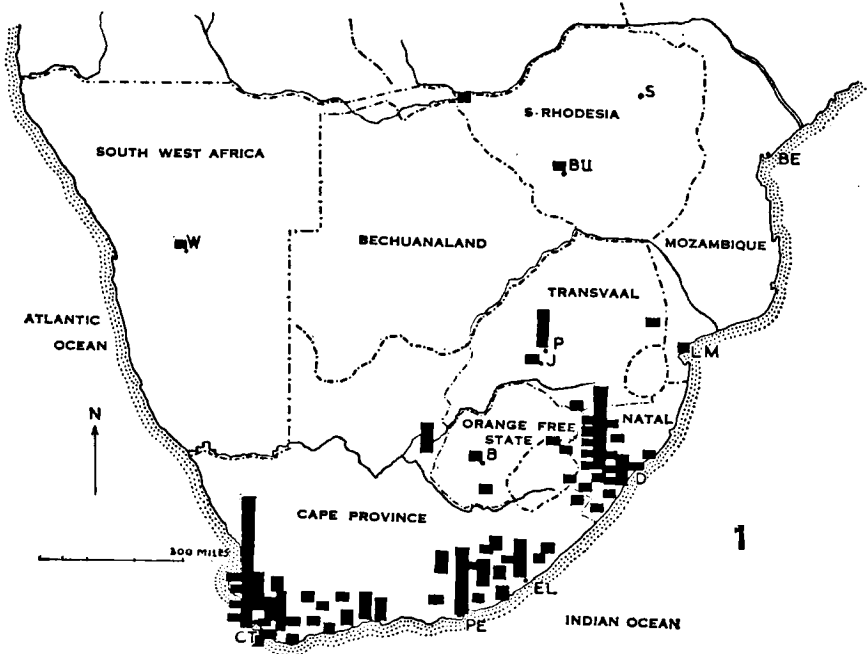 S
S·RHODESIA
SOUTH WEST AFRICA
BU
BE
W
BECHUANALAND
MOZAMBIQUE
TRANSVAAL
ATLANTIC
OCEAN
P
J
LM
N
ORANGE FREE
STATE
NATAL
B
D
CAPE PROVINCE
300 MILES
EL
CT
PE
INDIAN OCEAN